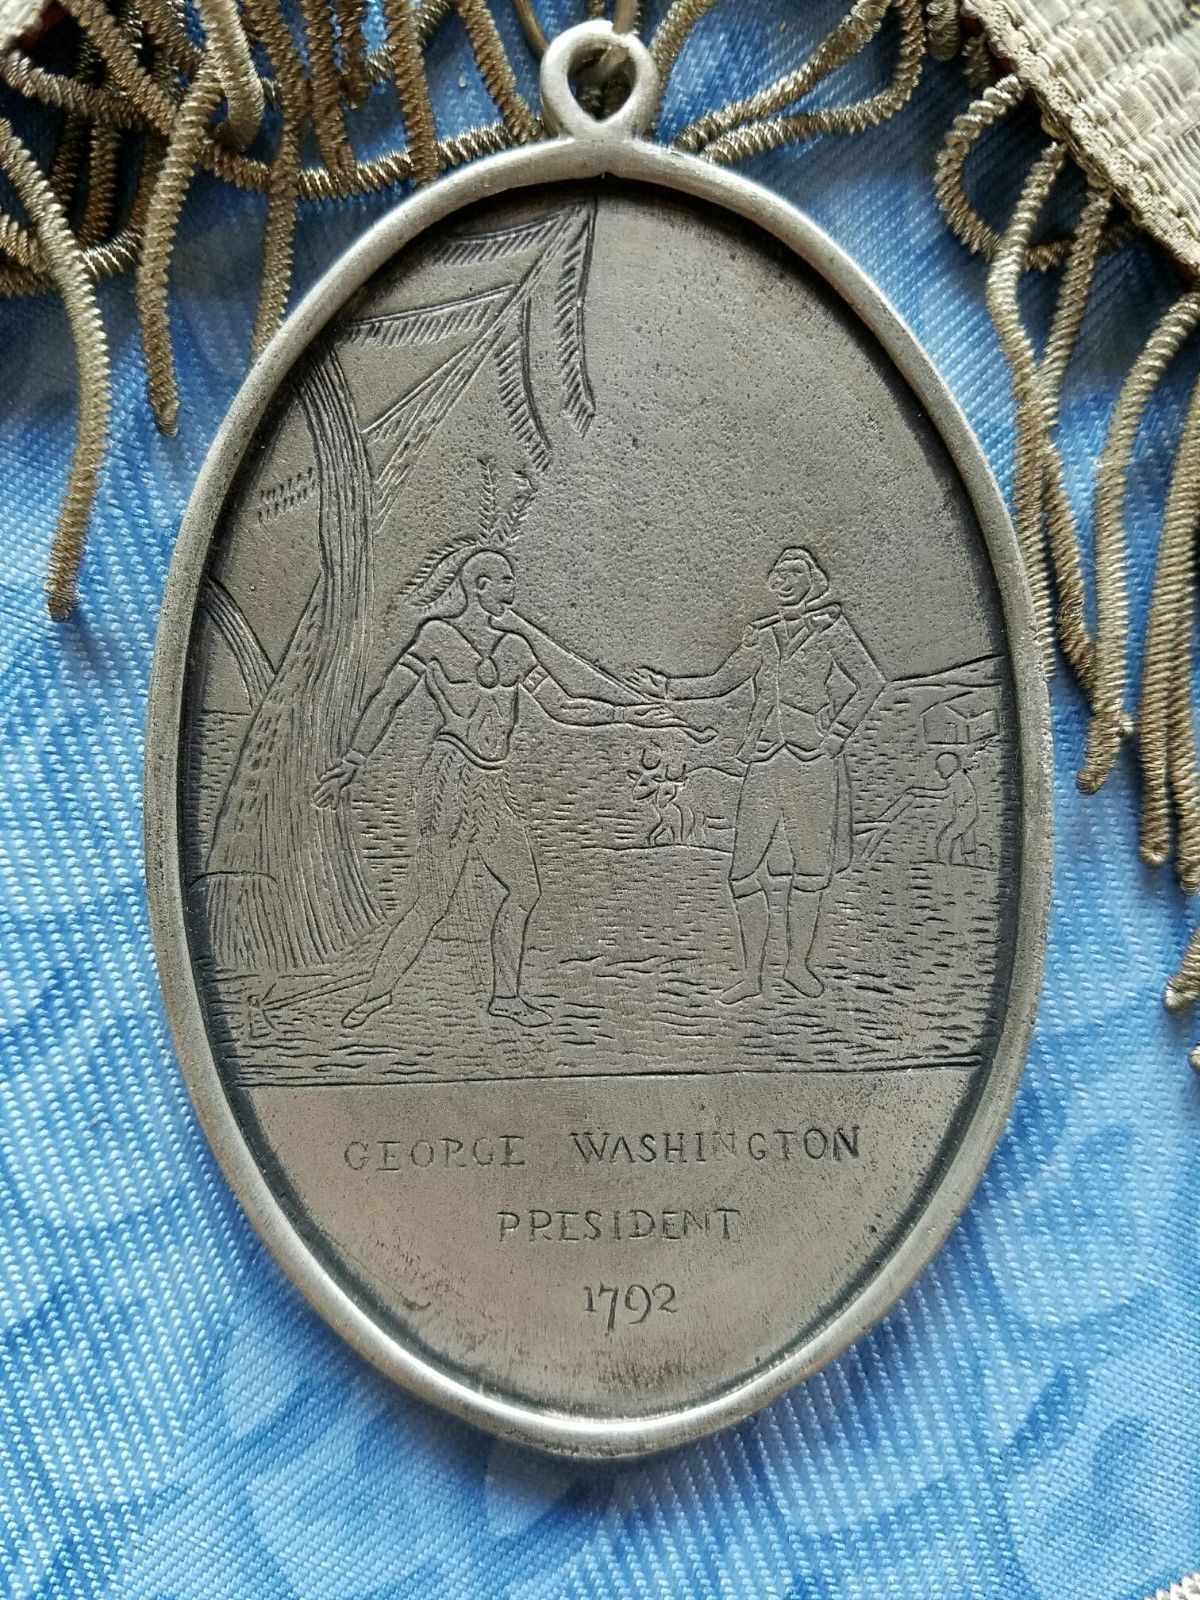 GEORGE WASHINGTON
PRESIDENT
1792